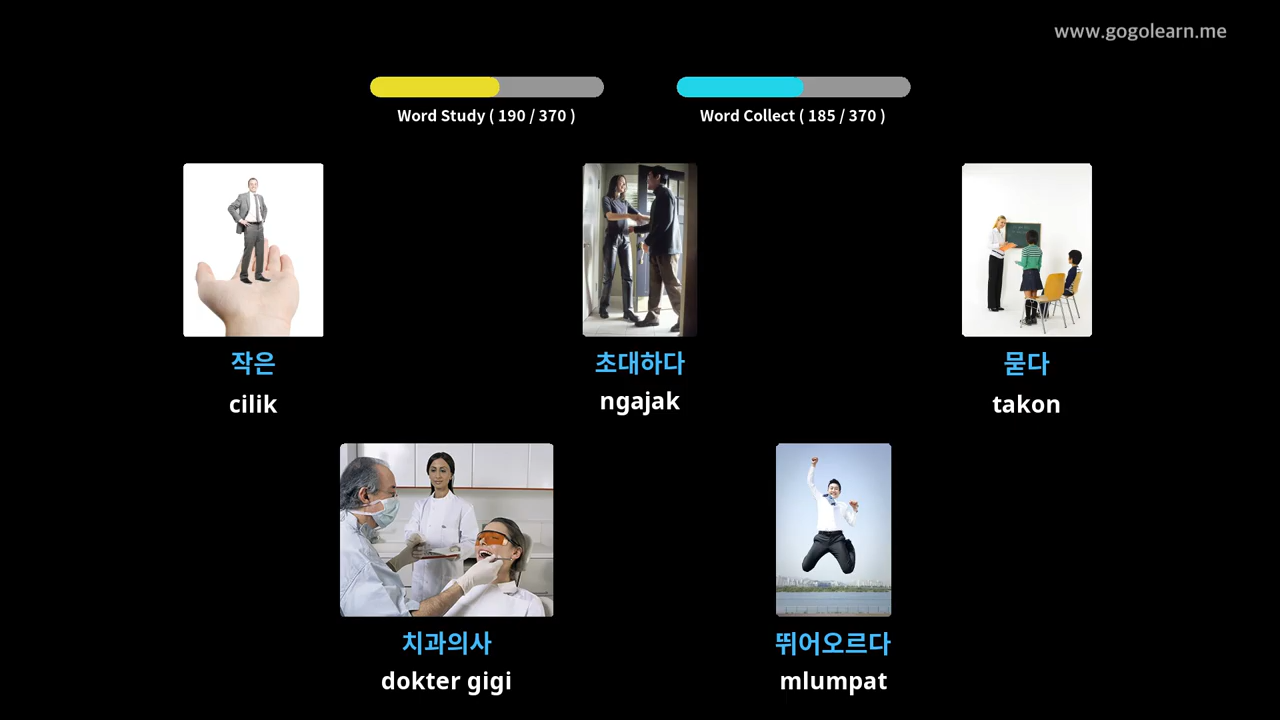 www.gogolearn.me
Word Study ( 190 / 370 )
Word Collect ( 185 / 370 )
작은
cilik
초대하다
ngajak
묻다
takon
치과의사
dokter gigi
뛰어오르다
mlumpat